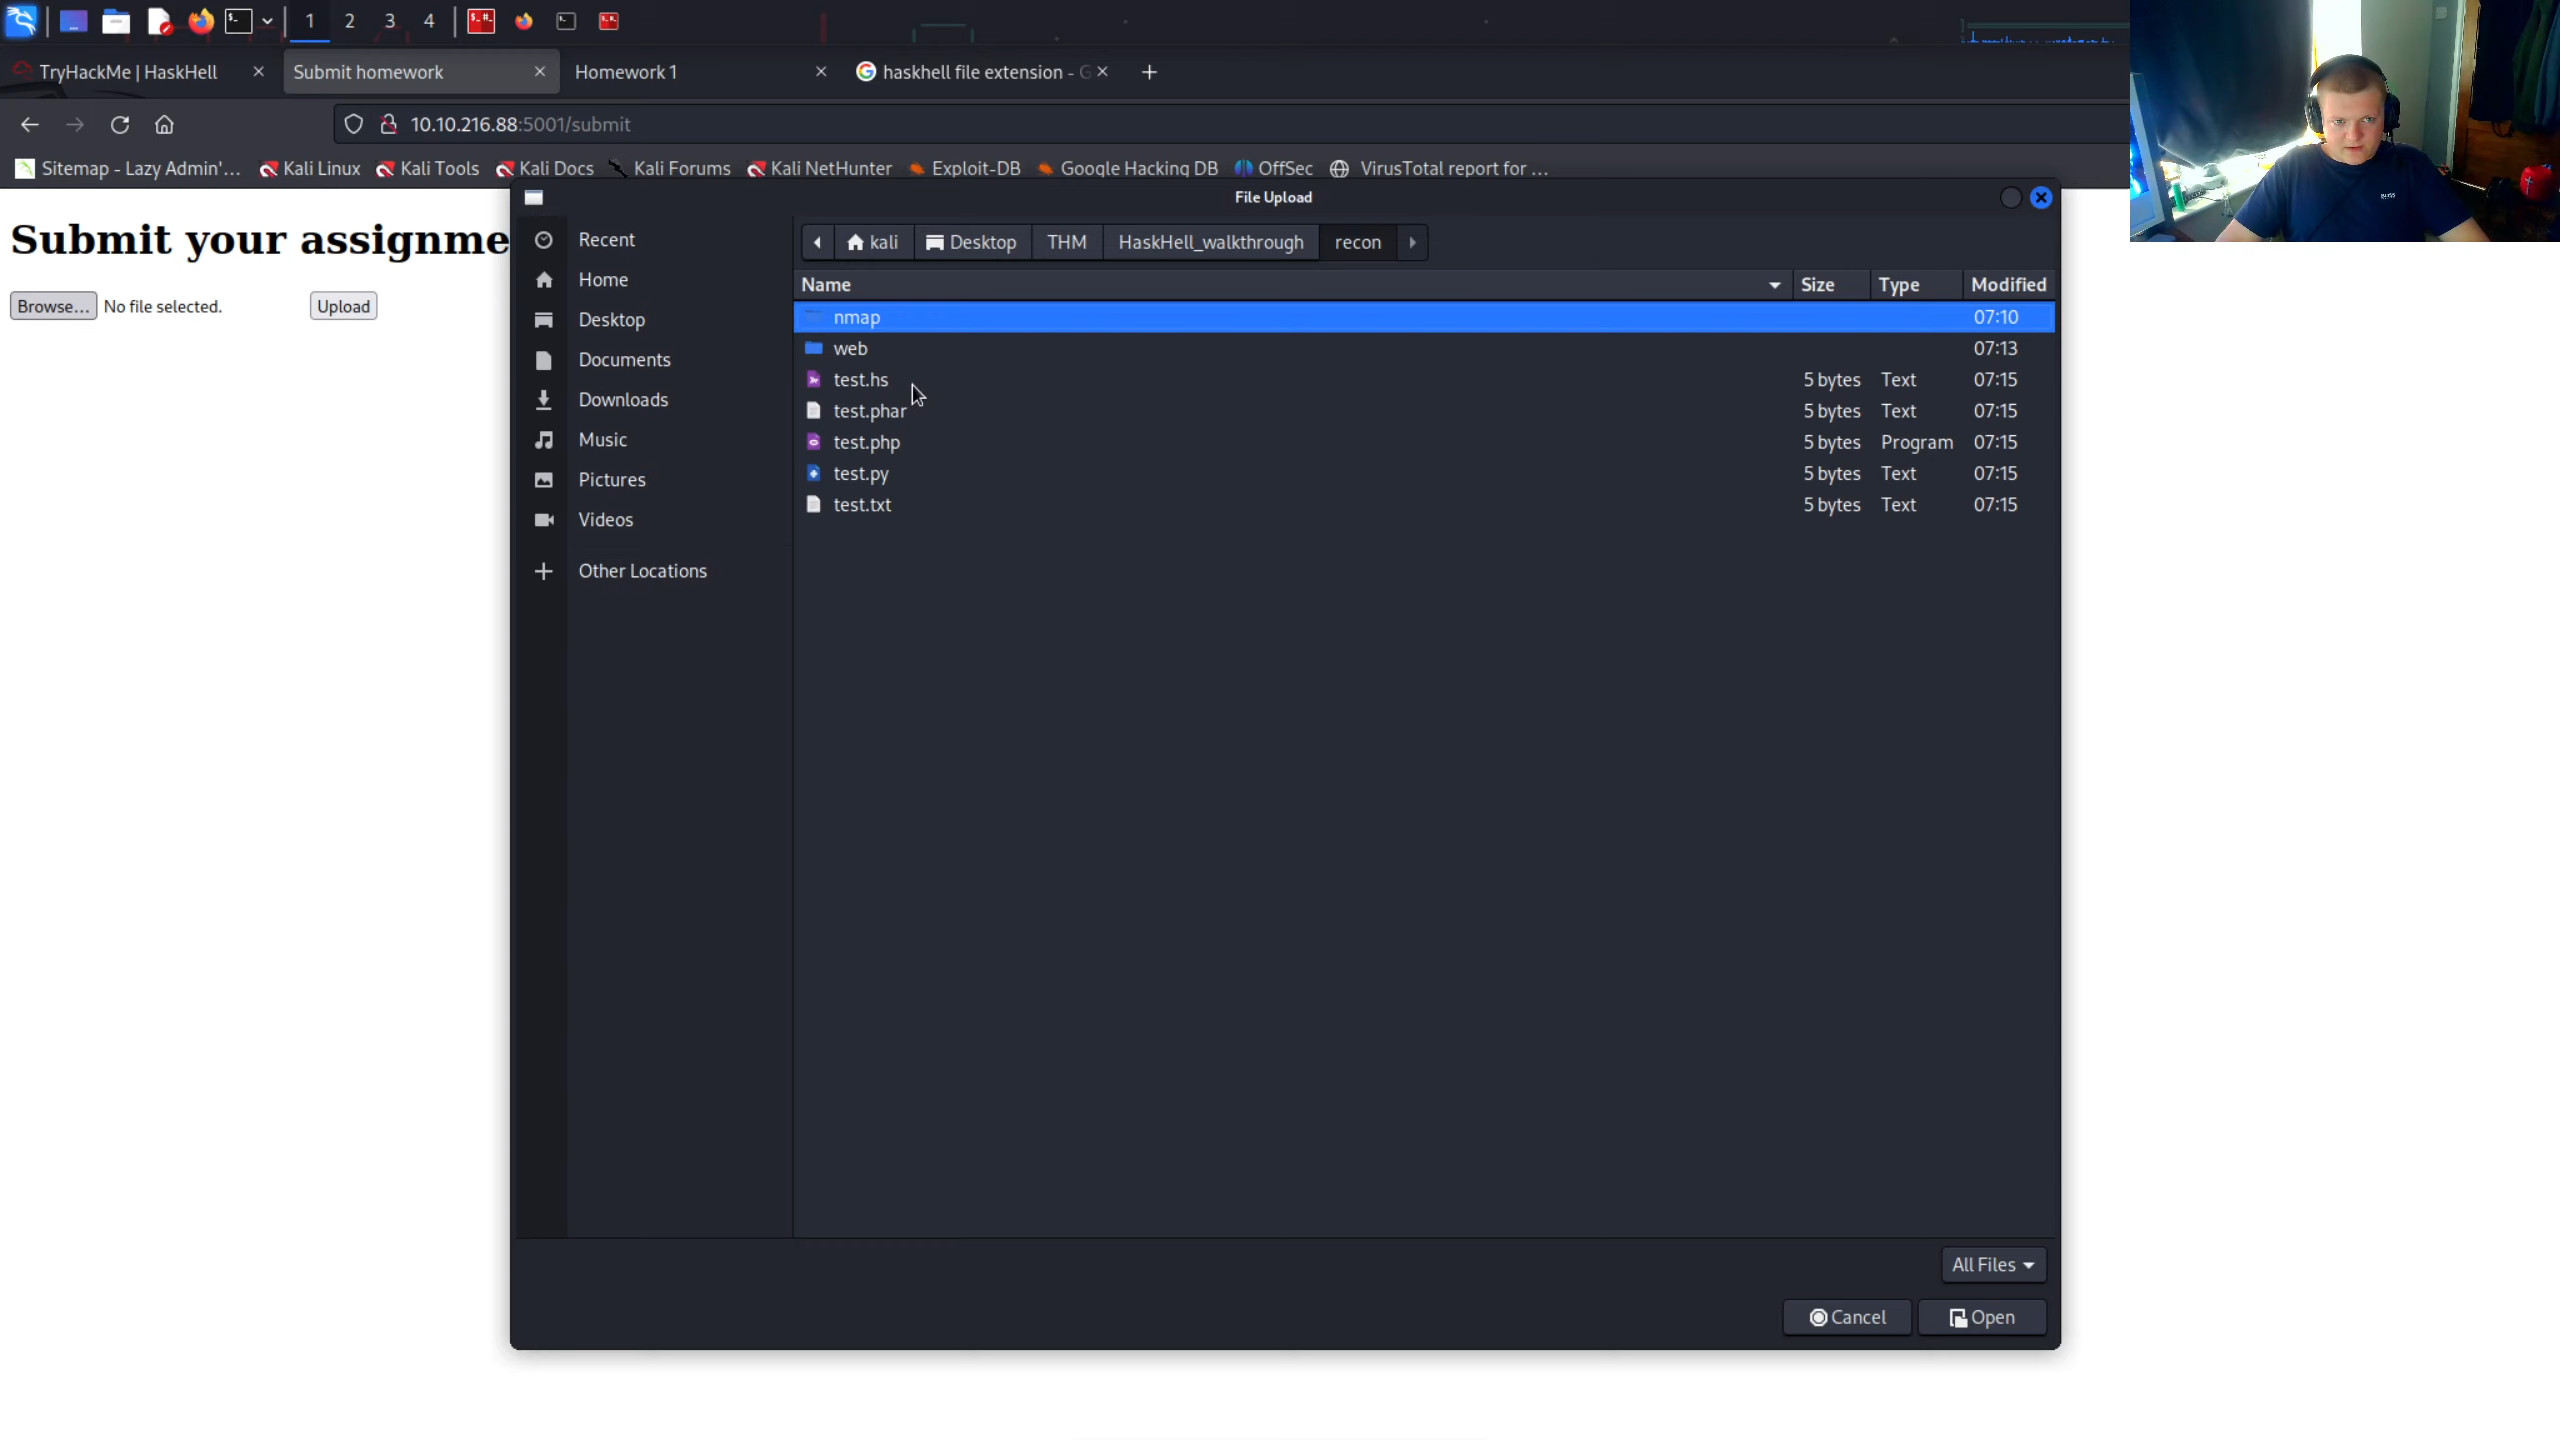 1 2 3 4
TryHackMe | HaskHell
Submit homework
Homework 1
haskhell file extension - G
10.10.216.88:5001/submit
Sitemap - Lazy Admin'... Kali Linux Kali Tools Kali Docs Kali Forums Kali NetHunter Exploit-DB Google Hacking DB OffSec VirusTotal report for ...
File Upload
Submit your assignme
Browse... No file selected. Upload
Recent
Home
Desktop
Documents
Downloads
Music
Pictures
Videos
Other Locations
kali Desktop THM HaskHell_walkthrough recon
Name Size Type Modified
nmap 07:10
web 07:13
test.hs 5 bytes Text 07:15
test.phar 5 bytes Text 07:15
test.php 5 bytes Program 07:15
test.py 5 bytes Text 07:15
test.txt 5 bytes Text 07:15
All Files
Cancel Open